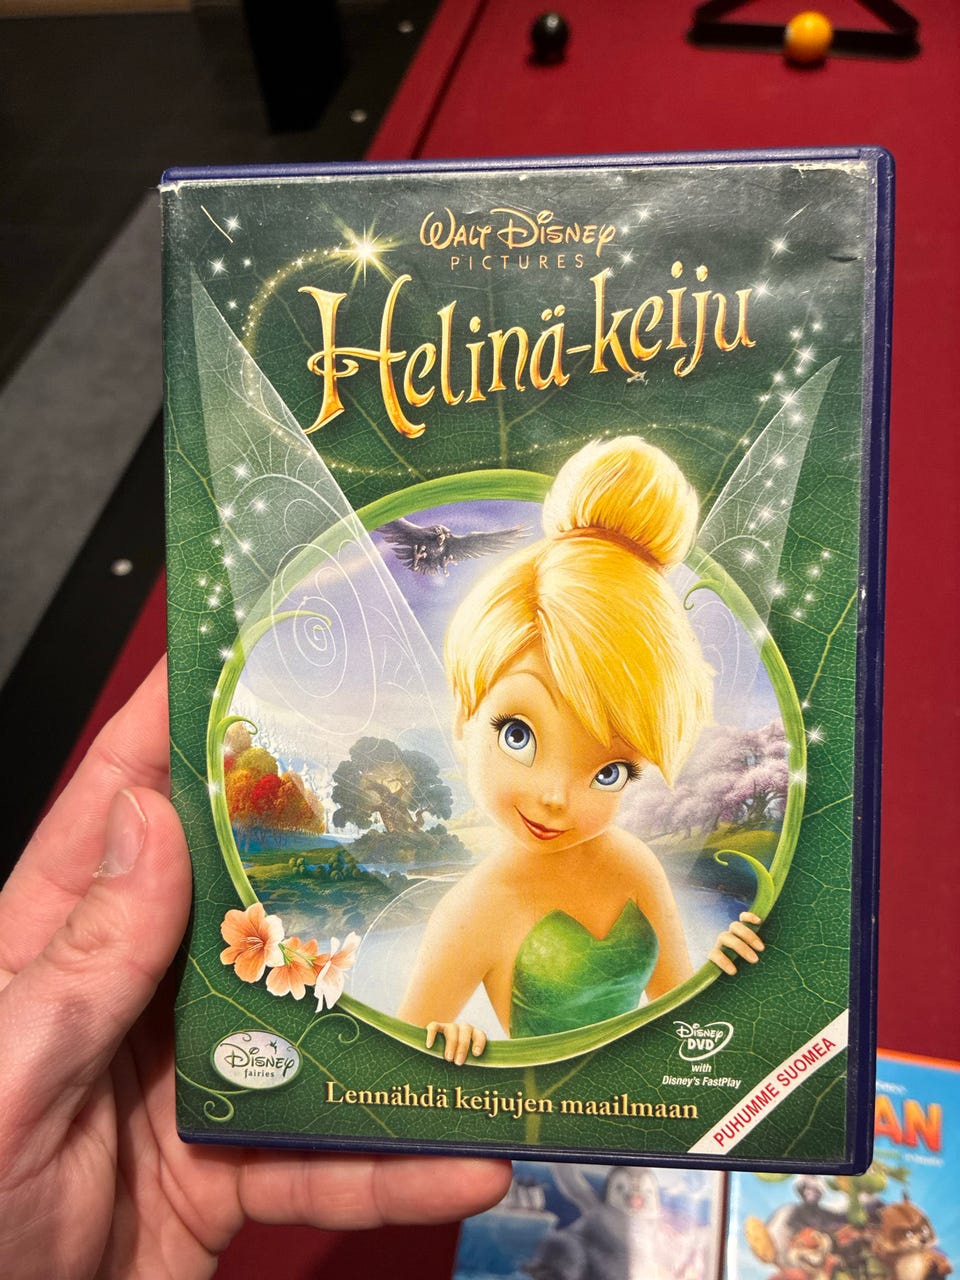 WALT DISNEY
PICTURES
Helinä-keiju
DISNEY
fairies
Lennähdä keijujen maailmaan
DISNEY
DVD
with
Disney's FastPlay
PUHUMME SUOMEA